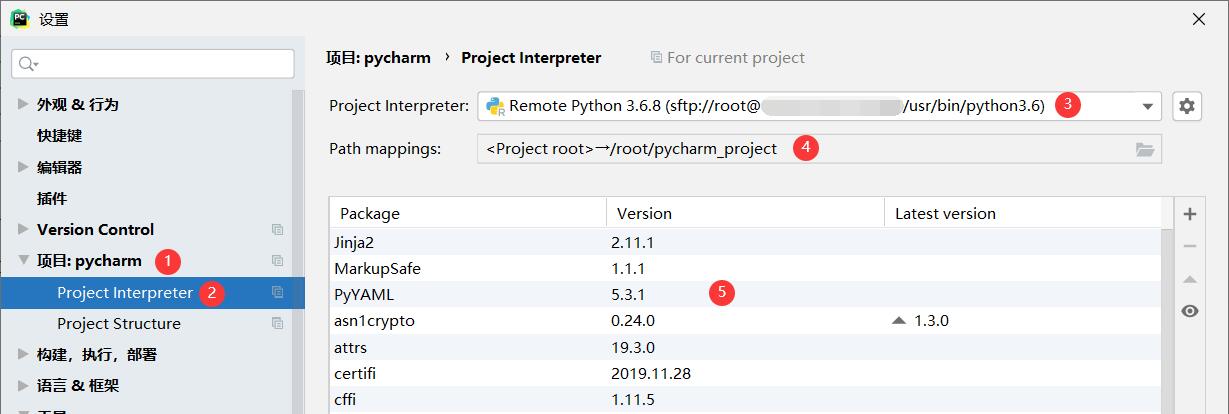 PC 设置
项目: pycharm › Project Interpreter For current project
外观 & 行为
快捷键
编辑器
插件
Version Control
项目: pycharm 1
Project Interpreter 2
Project Structure
构建，执行，部署
语言 & 框架
Project Interpreter: Remote Python 3.6.8 (sftp://root@ /usr/bin/python3.6) 3
Path mappings: <Project root>→/root/pycharm_project 4
Package Version Latest version
Jinja2 2.11.1
MarkupSafe 1.1.1
PyYAML 5.3.1 5
asn1crypto 0.24.0 1.3.0
attrs 19.3.0
certifi 2019.11.28
cffi 1.11.5